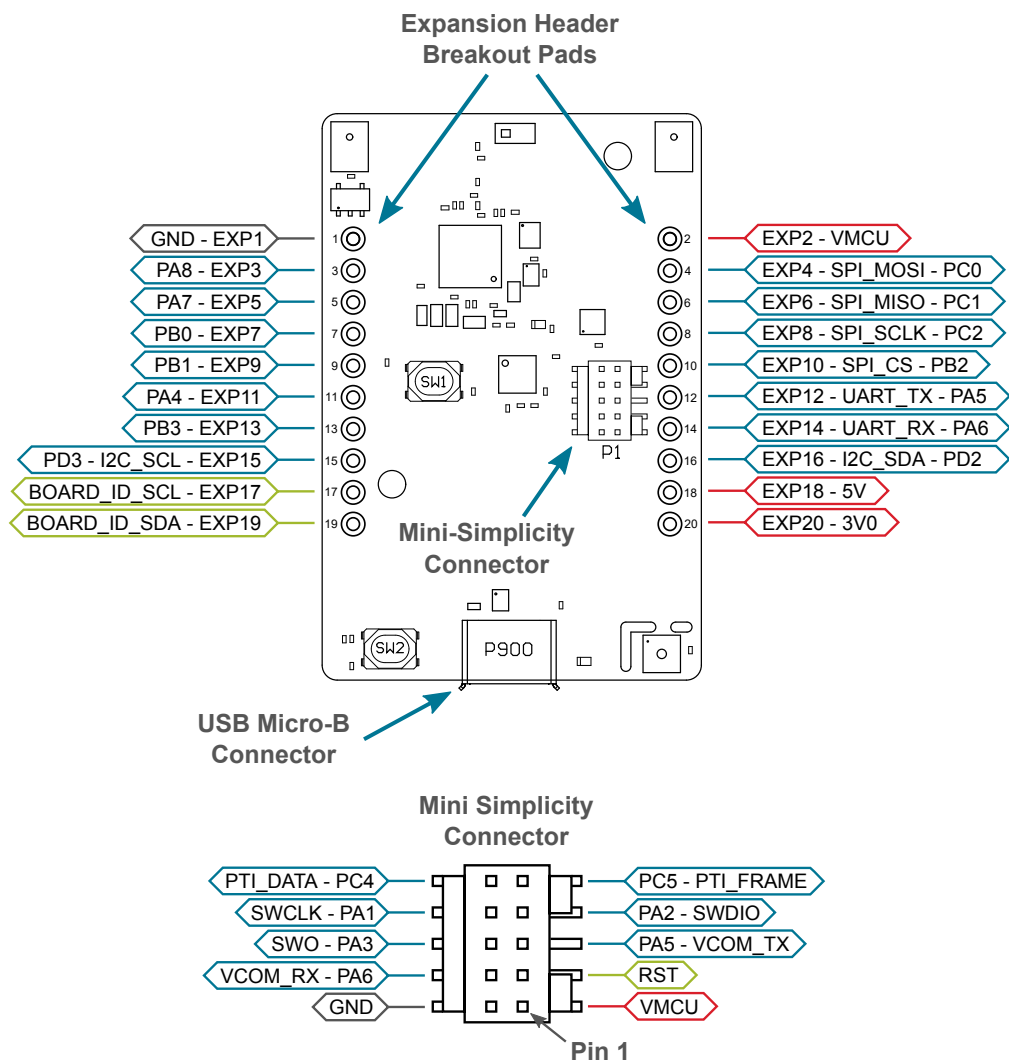 Expansion Header
Breakout Pads
GND - EXP1
1
2
EXP2 - VMCU
PA8 - EXP3
3
4
EXP4 - SPI_MOSI - PC0
PA7 - EXP5
5
6
EXP6 - SPI_MISO - PC1
PB0 - EXP7
7
8
EXP8 - SPI_SCLK - PC2
PB1 - EXP9
9
10
EXP10 - SPI_CS - PB2
SW1
PA4 - EXP11
11
12
EXP12 - UART_TX - PA5
PB3 - EXP13
13
14
EXP14 - UART_RX - PA6
P1
PD3 - I2C_SCL - EXP15
15
16
EXP16 - I2C_SDA - PD2
BOARD_ID_SCL - EXP17
17
18
EXP18 - 5V
BOARD_ID_SDA - EXP19
19
20
EXP20 - 3V0
Mini-Simplicity
Connector
SW2
P900
USB Micro-B
Connector
Mini Simplicity
Connector
PTI_DATA - PC4
PC5 - PTI_FRAME
SWCLK - PA1
PA2 - SWDIO
SWO - PA3
PA5 - VCOM_TX
VCOM_RX - PA6
RST
GND
VMCU
Pin 1